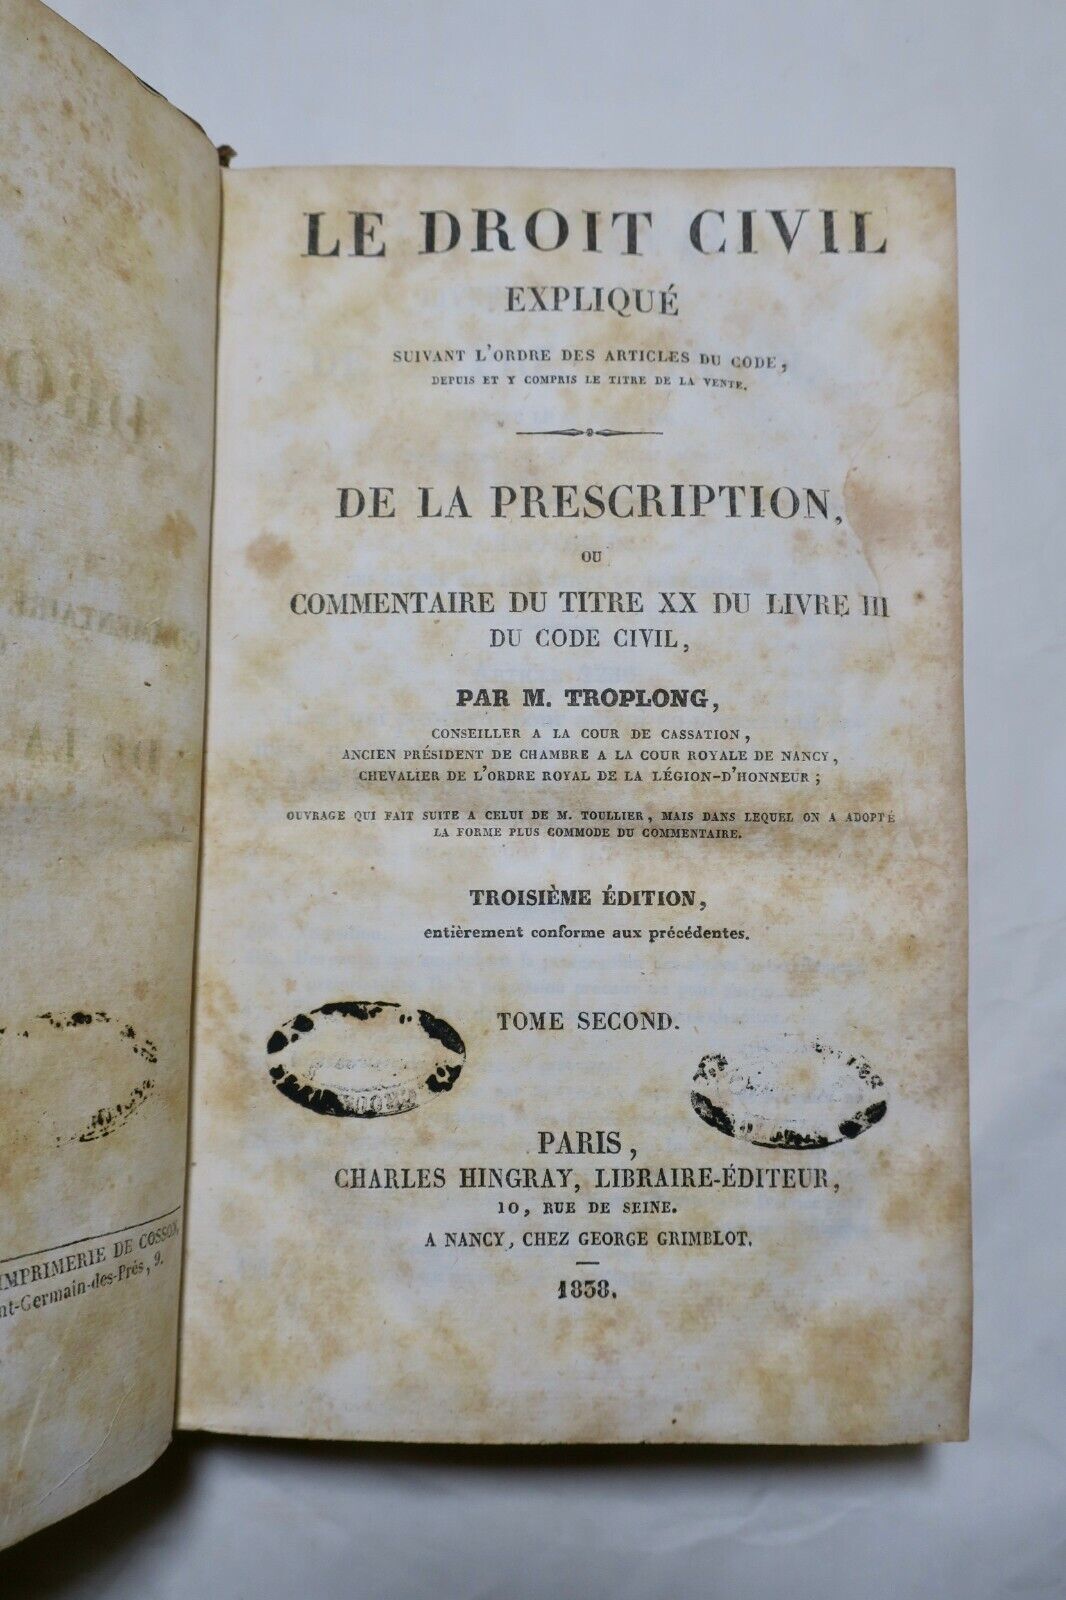 LE DROIT CIVIL
EXPLIQUÉ
SUIVANT L'ORDRE DES ARTICLES DU CODE,
DEPUIS ET Y COMPRIS LE TITRE DE LA VENTE.
DE LA PRESCRIPTION,
OU
COMMENTAIRE DU TITRE XX DU LIVRE III
DU CODE CIVIL,
PAR M. TROPLONG,
CONSEILLER A LA COUR DE CASSATION,
ANCIEN PRÉSIDENT DE CHAMBRE A LA COUR ROYALE DE NANCY,
CHEVALIER DE L'ORDRE ROYAL DE LA LÉGION-D'HONNEUR;
OUVRAGE QUI FAIT SUITE A CELUI DE M. TOULLIER, MAIS DANS LEQUEL ON A ADOPTÉ
LA FORME PLUS COMMODE DU COMMENTAIRE.
TROISIÈME ÉDITION,
entièrement conforme aux précédentes.
TOME SECOND.
PARIS,
CHARLES HINGRAY, LIBRAIRE-ÉDITEUR,
10, RUE DE SEINE.
A NANCY, CHEZ GEORGE GRIMBLOT.
1838.
IMPRIMERIE DE COSSON,
nt-Germain-des-Prés, 9.